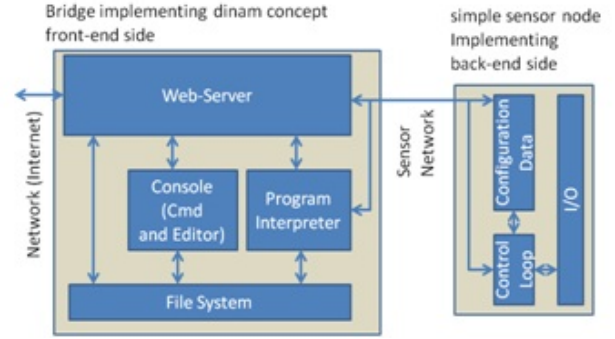 Bridge implementing dinam concept
front-end side
simple sensor node
Implementing
back-end side
Network (Internet)
Web-Server
Console
(Cmd
and Editor)
Program
Interpreter
File System
Sensor
Network
Configuration
Data
Control
Loop
I/O